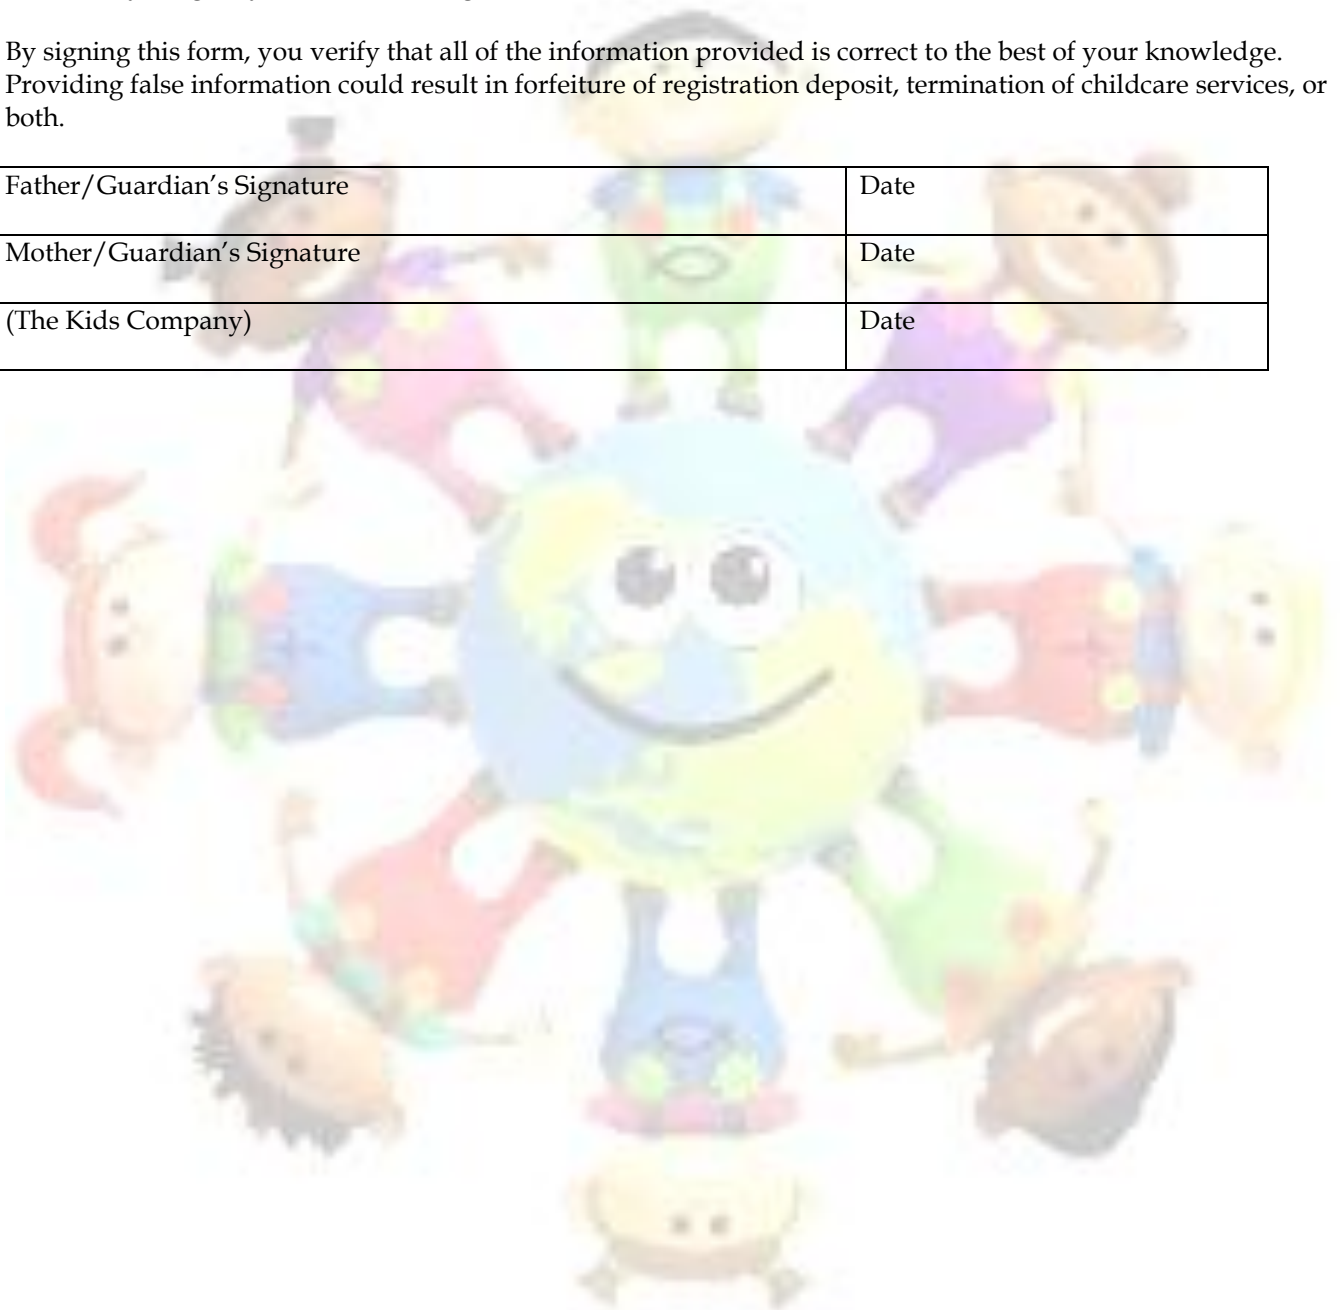 By signing this form, you verify that all of the information provided is correct to the best of your knowledge.
Providing false information could result in forfeiture of registration deposit, termination of childcare services, or
both.
Father/Guardian's Signature Date
Mother/Guardian's Signature Date
(The Kids Company) Date